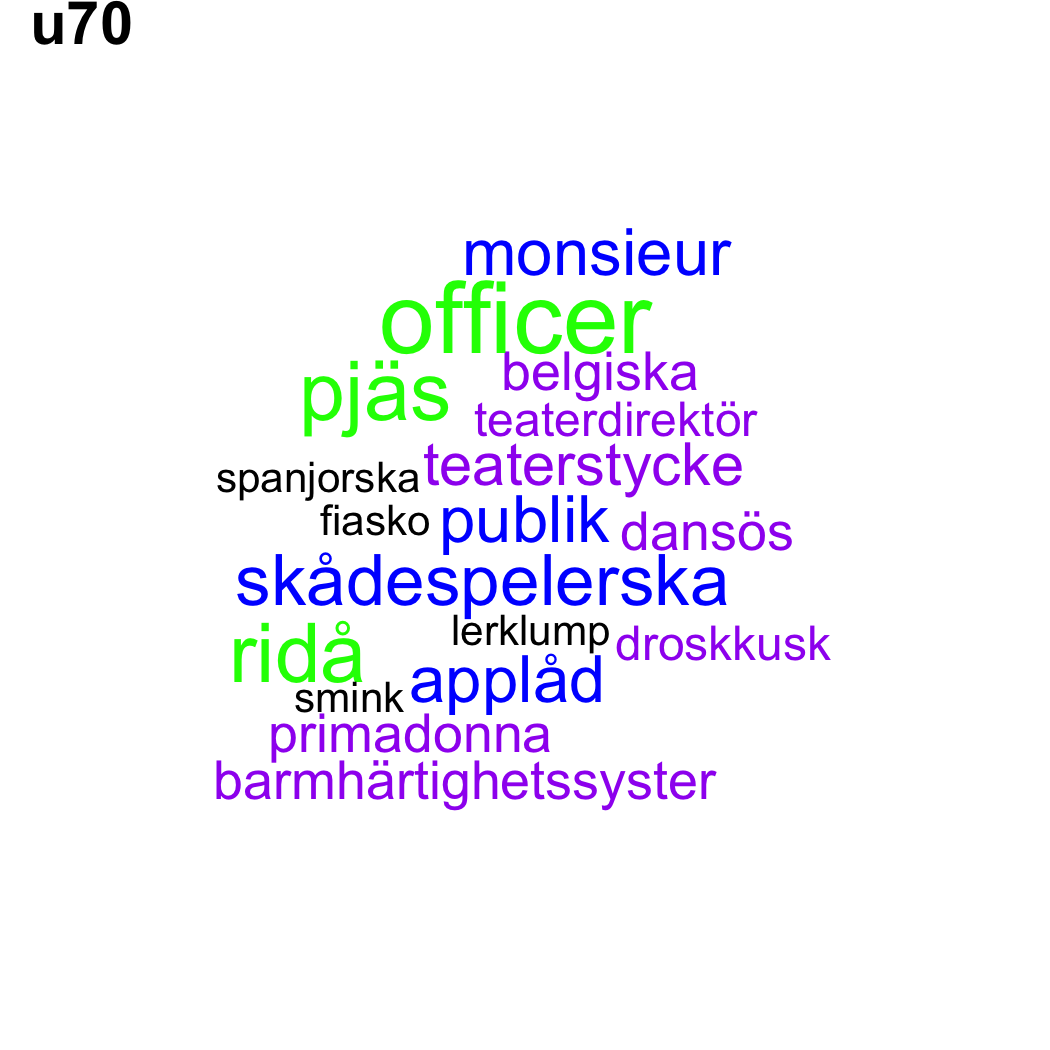 u70
monsieur
officer
belgiska
pjäs
teaterdirektör
teaterstycke
spanjorska
fiasko
publik
dansös
skådespelerska
lerklump
droskkusk
ridå
applåd
smink
primadonna
barmhärtighetssyster